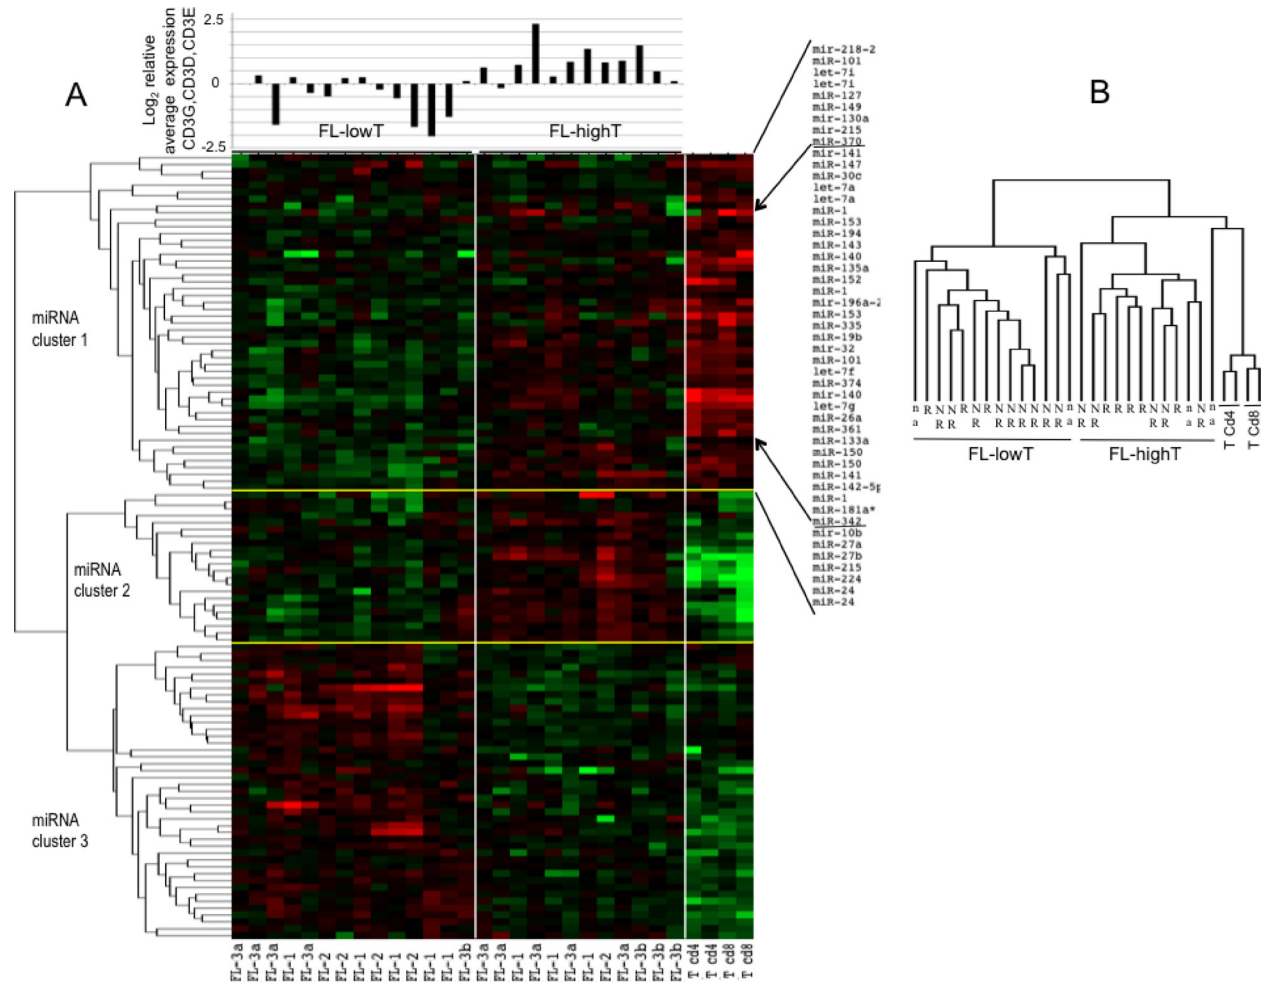 A
Log2 relative
average expression
CD3G,CD3D,CD3E
2.5
0
-2.5
FL-lowT
FL-highT
miRNA
cluster 1
miRNA
cluster 2
miRNA
cluster 3
FL-3a
FL-3a
FL-3a
FL-1
FL-3a
FL-2
FL-2
FL-1
FL-2
FL-1
FL-2
FL-1
FL-1
FL-3b
FL-3a
FL-3a
FL-1
FL-3a
FL-1
FL-3a
FL-1
FL-2
FL-3a
FL-3b
FL-3b
FL-3b
T cd4
T cd4
T cd8
T cd8
mir-218-2
miR-101
let-7i
let-7i
miR-127
miR-149
mir-130a
mir-215
miR-370
mir-141
miR-147
miR-30c
let-7a
let-7a
miR-1
miR-153
miR-194
miR-143
miR-140
miR-135a
miR-152
miR-1
mir-196a-2
miR-153
miR-335
miR-19b
mir-32
miR-101
let-7f
miR-374
mir-140
let-7g
miR-26a
miR-361
miR-133a
miR-150
miR-150
miR-141
miR-142-5p
miR-1
miR-181a*
miR-342
mir-10b
miR-27a
miR-27b
miR-215
miR-224
miR-24
miR-24
B
n R N N R N R N N N N N N n N N R R R R N N R n N n
a R R R R R R R R R a R R R R a R a
FL-lowT
FL-highT
T Cd4
T Cd8